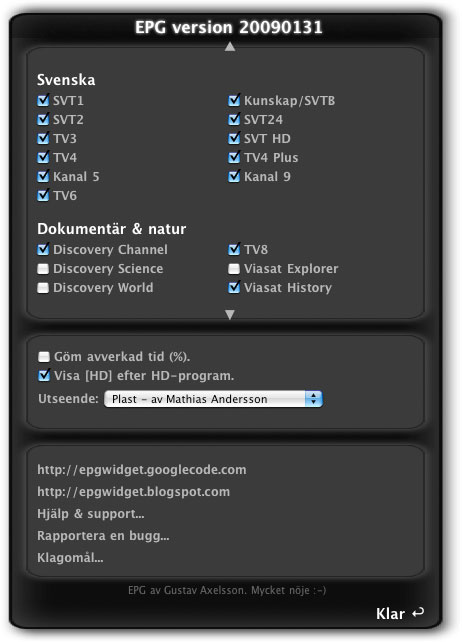 EPG version 20090131
Svenska
SVT1
Kunskap/SVTB
SVT2
SVT24
TV3
SVT HD
TV4
TV4 Plus
Kanal 5
Kanal 9
TV6
Dokumentär & natur
Discovery Channel
TV8
Discovery Science
Viasat Explorer
Discovery World
Viasat History
Göm avverkad tid (%).
Visa [HD] efter HD-program.
Utseende: Plast - av Mathias Andersson
http://epgwidget.googlecode.com
http://epgwidget.blogspot.com
Hjälp & support...
Rapportera en bugg...
Klagomål...
EPG av Gustav Axelsson. Mycket nöje :-)
Klar